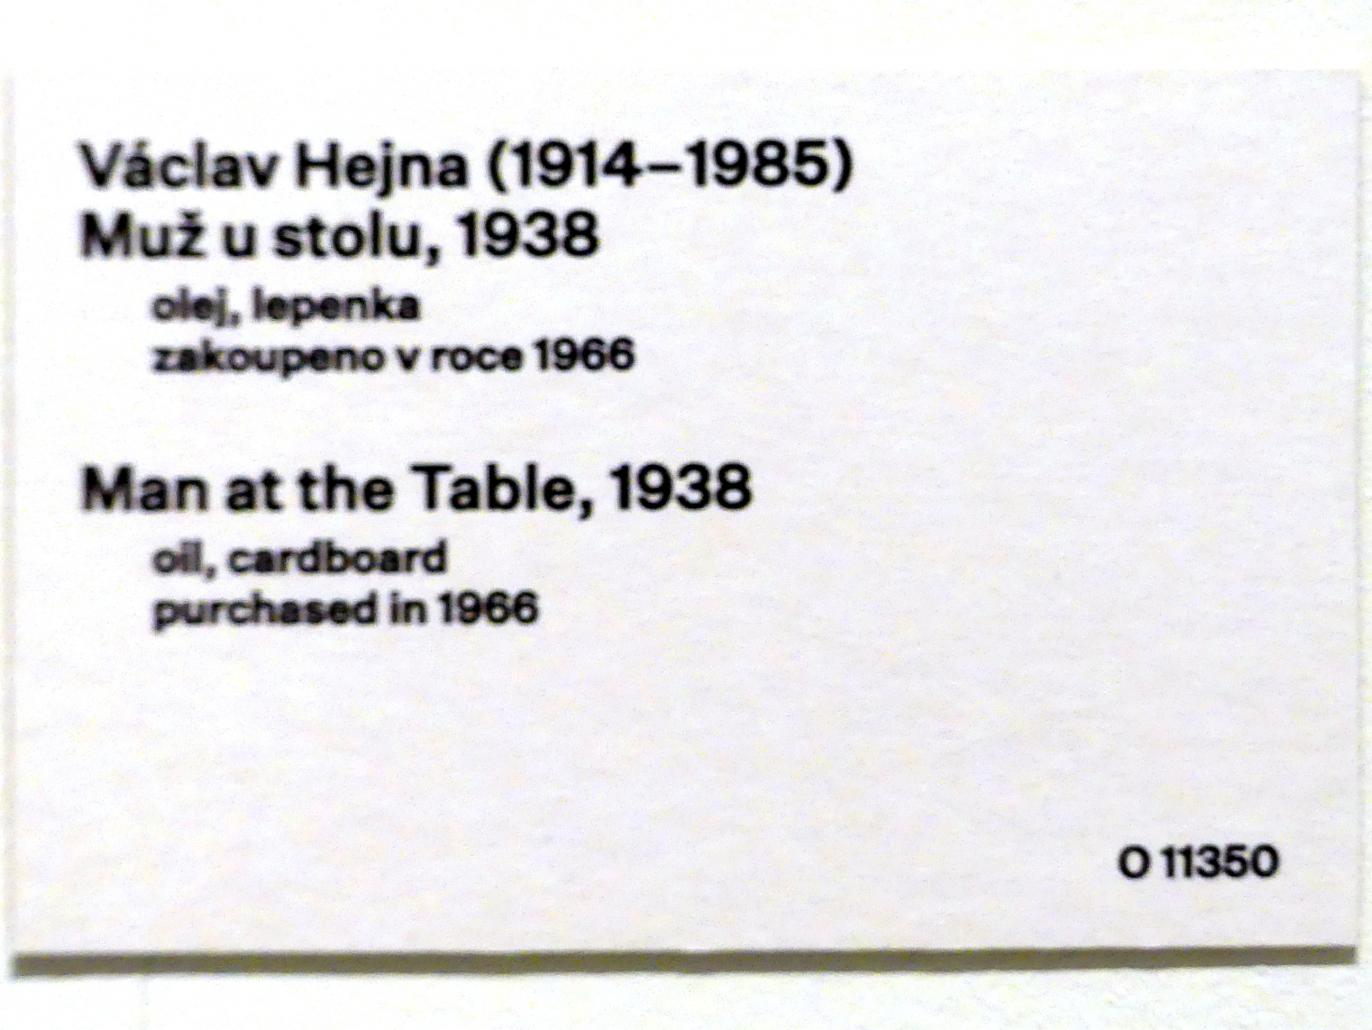 Václav Hejna (1914–1985)
Muž u stolu, 1938
olej, lepenka
zakoupeno v roce 1966
Man at the Table, 1938
oil, cardboard
purchased in 1966
O 11350